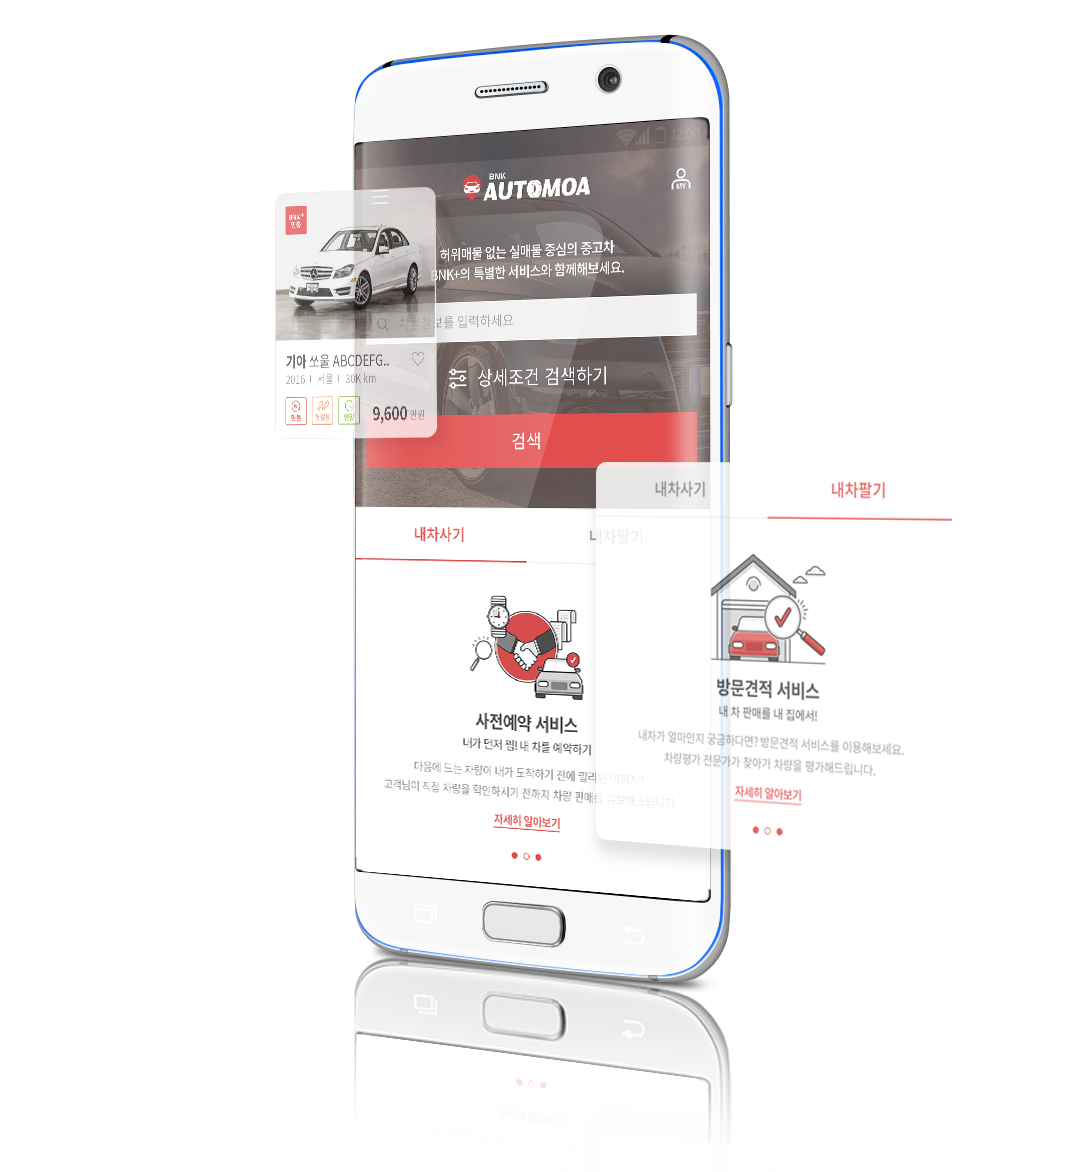 12:00
BNK
AUTOMOA
MY
허위매물 없는 실매물 중심의 중고차
BNK+의 특별한 서비스와 함께해보세요.
정보를 입력하세요
상세조건 검색하기
검색
BNK+
인증
기아 쏘울 ABCDEFG..
2016 | 서울 | 30K km
연장
9,600 만원
내차사기
내차팔기
사전예약 서비스
내가 먼저 찜! 내 차를 예약하기
마음에 드는 차량이 내가 도착하기 전에 팔리면 어쩌지?
고객님이 직접 차량을 확인하시기 전까지 차량 판매를 유보해드립니다.
자세히 알아보기
내차사기
내차팔기
방문견적 서비스
내 차 판매를 내 집에서!
내차가 얼마인지 궁금하다면? 방문견적 서비스를 이용해보세요.
차량평가 전문가가 찾아가 차량을 평가해드립니다.
자세히 알아보기